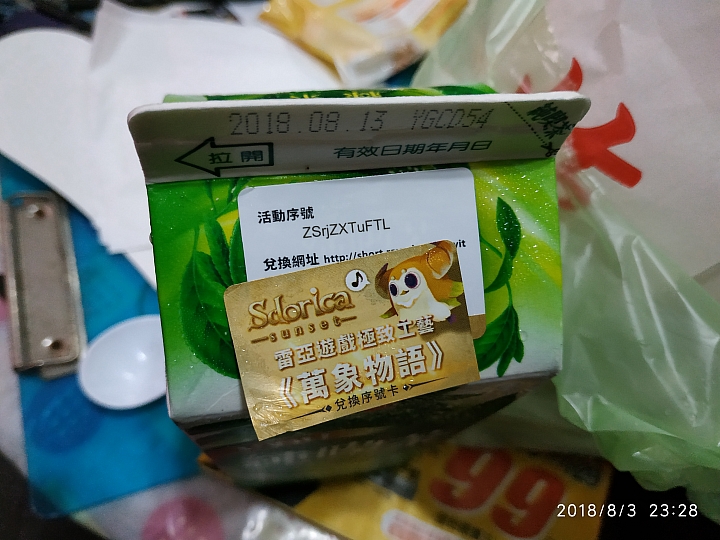 2018.08.13 YGCD54
拉開
有效日期年月日
活動序號
ZSrjZXTuFTL
兌換網址 http://short
Sdorica
sunset
雷亞遊戲極致工藝
《萬象物語》
兌換序號卡
99
2018/8/3 23:28